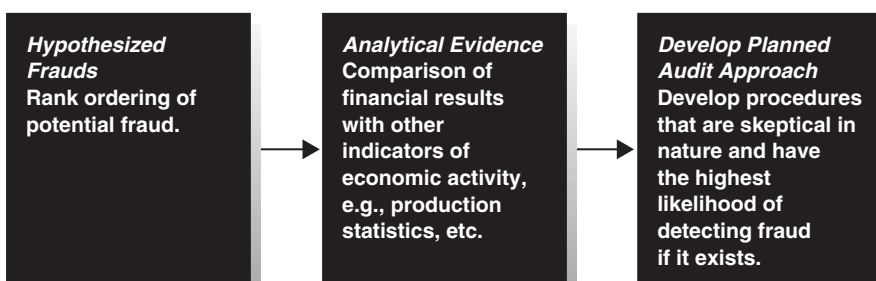 Hypothesized
Frauds
Rank ordering of
potential fraud.
Analytical Evidence
Comparison of
financial results
with other
indicators of
economic activity,
e.g., production
statistics, etc.
Develop Planned
Audit Approach
Develop procedures
that are skeptical in
nature and have
the highest
likelihood of
detecting fraud
if it exists.